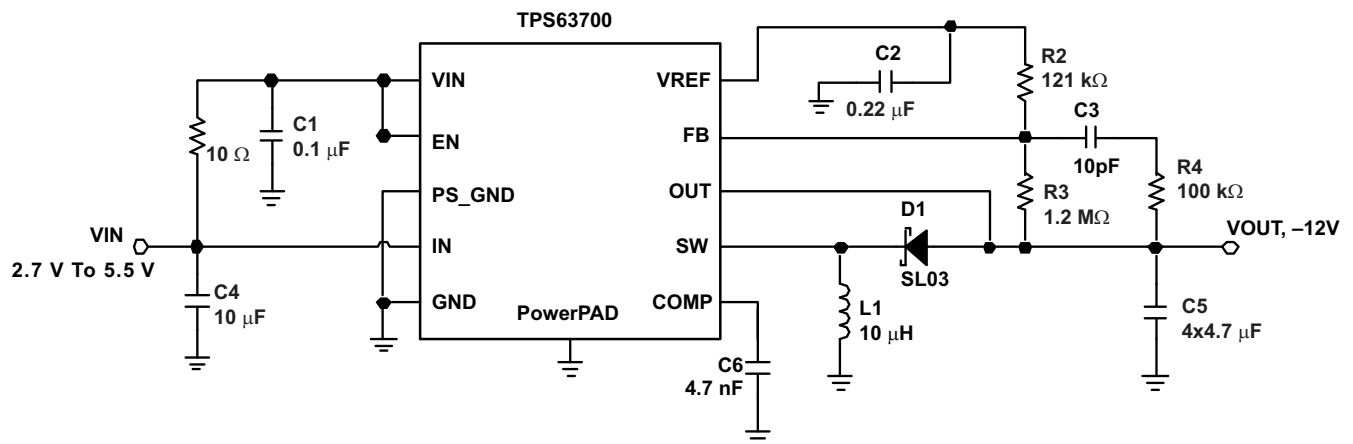 TPS63700
VIN
EN
PS_GND
IN
GND
VREF
FB
OUT
SW
COMP
PowerPAD
10 Ω
C1
0.1 μF
VIN
2.7 V To 5.5 V
C4
10 μF
C2
0.22 μF
R2
121 kΩ
C3
10pF
R4
100 kΩ
R3
1.2 MΩ
D1
SL03
VOUT, –12V
L1
10 μH
C5
4x4.7 μF
C6
4.7 nF